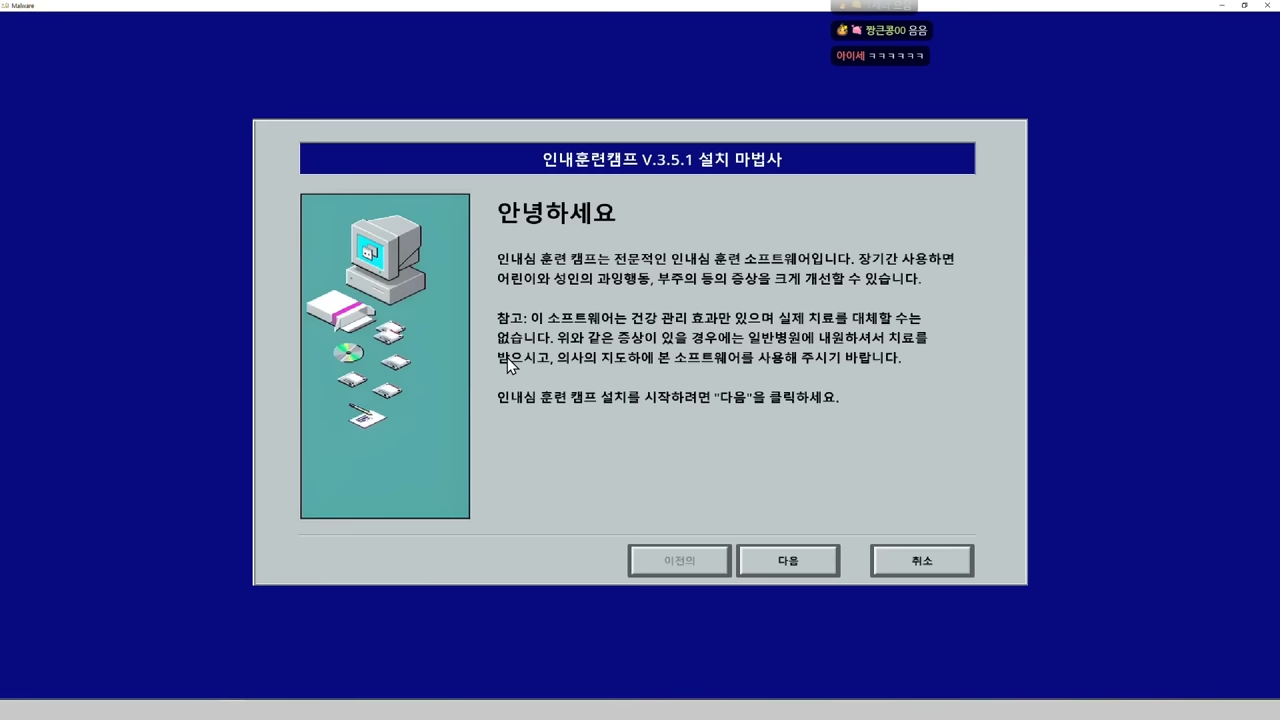 Malware
짱큰콩00 음음
아이세 ㅋㅋㅋㅋㅋㅋ
인내훈련캠프 V.3.5.1 설치 마법사
안녕하세요
인내심 훈련 캠프는 전문적인 인내심 훈련 소프트웨어입니다. 장기간 사용하면
어린이와 성인의 과잉행동, 부주의 등의 증상을 크게 개선할 수 있습니다.
참고: 이 소프트웨어는 건강 관리 효과만 있으며 실제 치료를 대체할 수는
없습니다. 위와 같은 증상이 있을 경우에는 일반병원에 내원하셔서 치료를
받으시고, 의사의 지도하에 본 소프트웨어를 사용해 주시기 바랍니다.
인내심 훈련 캠프 설치를 시작하려면 "다음"을 클릭하세요.
이전의
다음
취소